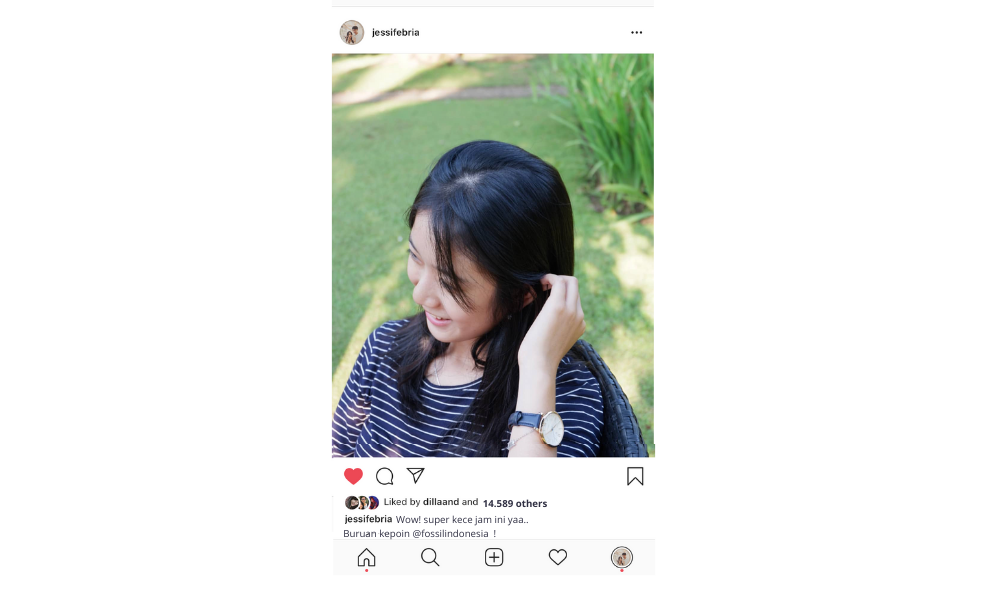 jessifebria
Liked by dillaand and 14.589 others
jessifebria Wow! super kece jam ini yaa..
Buruan kepoin @fossilindonesia !